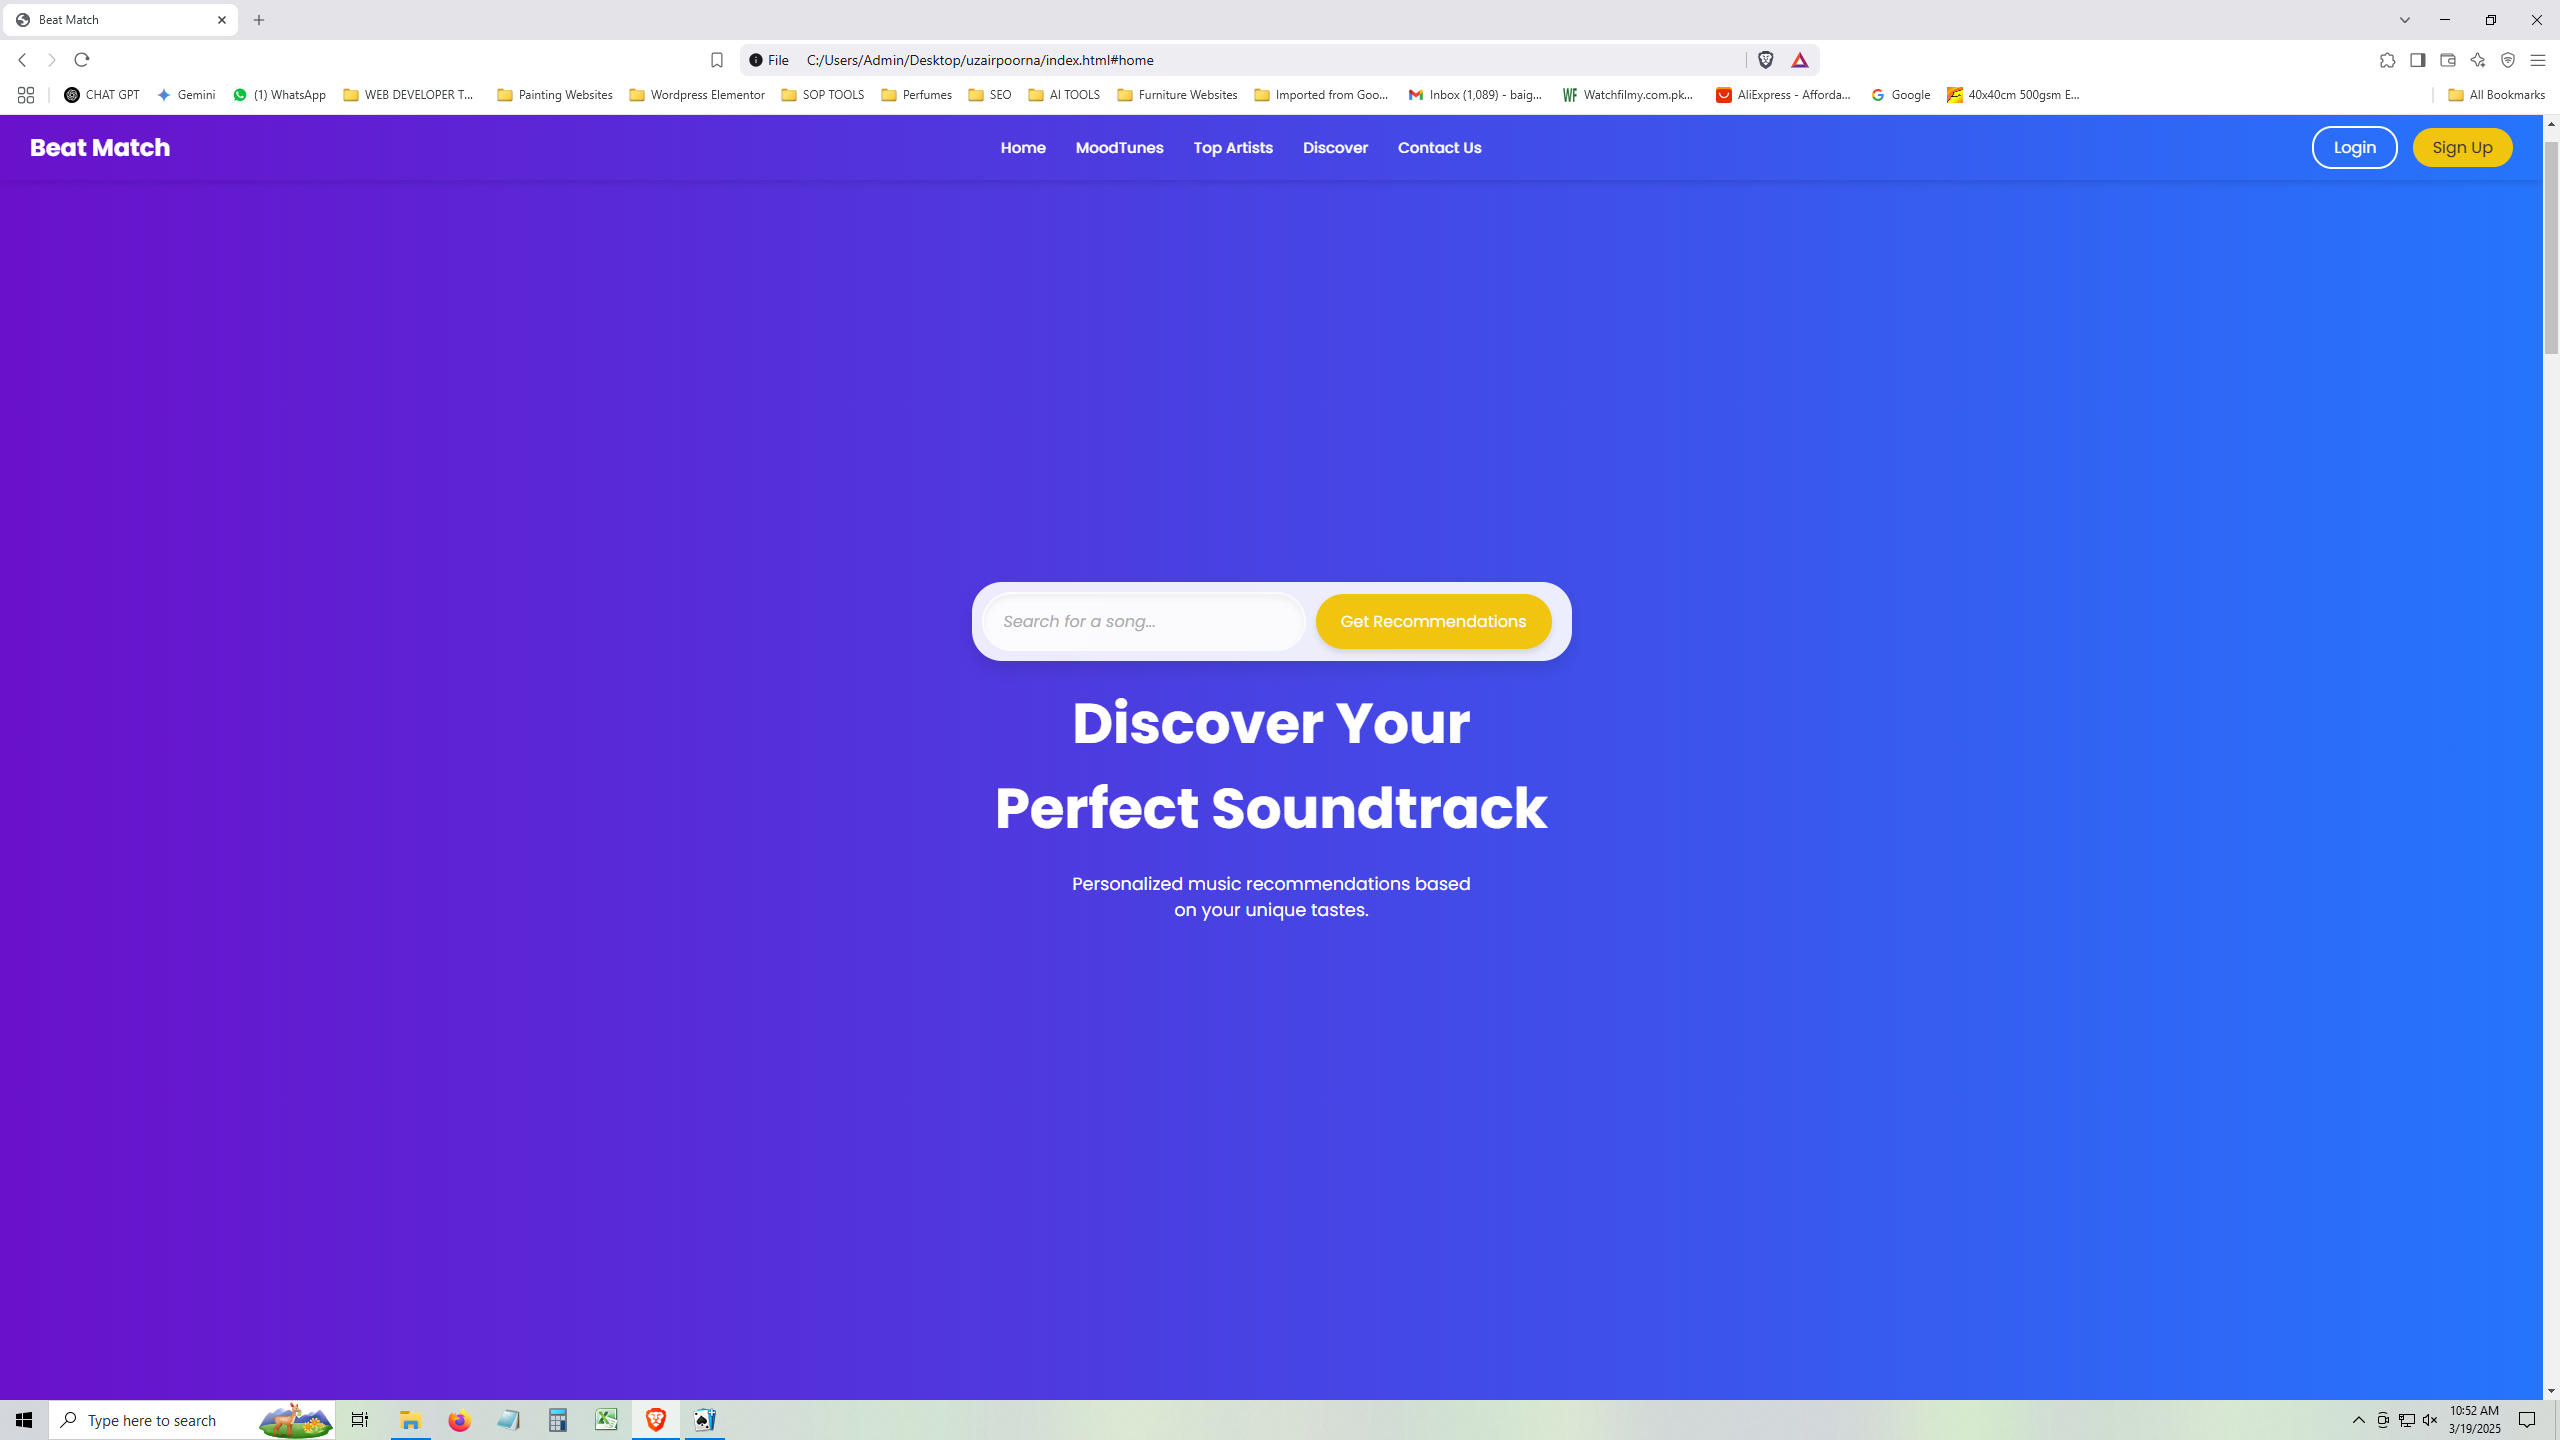 Beat Match
File C:/Users/Admin/Desktop/uzairpoorna/index.html#home
CHAT GPT Gemini (1) WhatsApp WEB DEVELOPER T... Painting Websites Wordpress Elementor SOP TOOLS Perfumes SEO AI TOOLS Furniture Websites Imported from Goo... Inbox (1,089) - baig... Watchfilmy.com.pk... AliExpress - Afforda... Google 40x40cm 500gsm E... All Bookmarks
Beat Match Home MoodTunes Top Artists Discover Contact Us Login Sign Up
Search for a song... Get Recommendations
Discover Your
Perfect Soundtrack
Personalized music recommendations based
on your unique tastes.
Type here to search
10:52 AM
3/19/2025